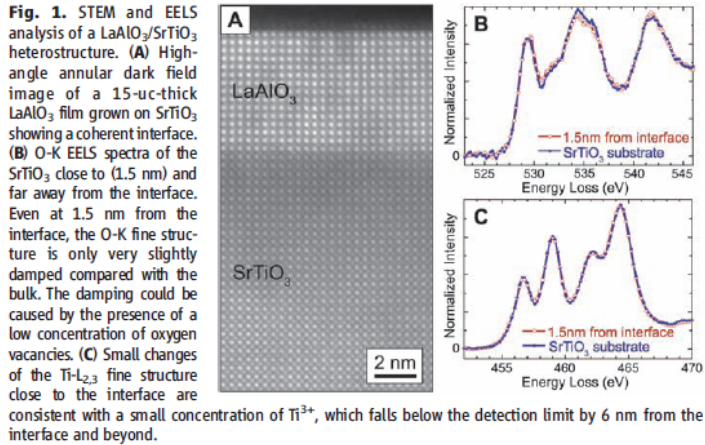 Fig. 1. STEM and EELS
analysis of a LaAlO₃/SrTiO₃
heterostructure. (A) High-
angle annular dark field
image of a 15-uc-thick
LaAlO₃ film grown on SrTiO₃
showing a coherent interface.
(B) O-K EELS spectra of the
SrTiO₃ close to (1.5 nm) and
far away from the interface.
Even at 1.5 nm from the
interface, the O-K fine struc-
ture is only very slightly
damped compared with the
bulk. The damping could be
caused by the presence of a
low concentration of oxygen
vacancies. (C) Small changes
of the Ti-L₂,₃ fine structure
close to the interface are
consistent with a small concentration of Ti³⁺, which falls below the detection limit by 6 nm from the
interface and beyond.
A
LaAlO₃
SrTiO₃
2 nm
B
Normalized Intensity
0
1.5nm from interface
SrTiO₃ substrate
525 530 535 540 545
Energy Loss (eV)
C
Normalized Intensity
0
1.5nm from interface
SrTiO₃ substrate
455 460 465 470
Energy Loss (eV)